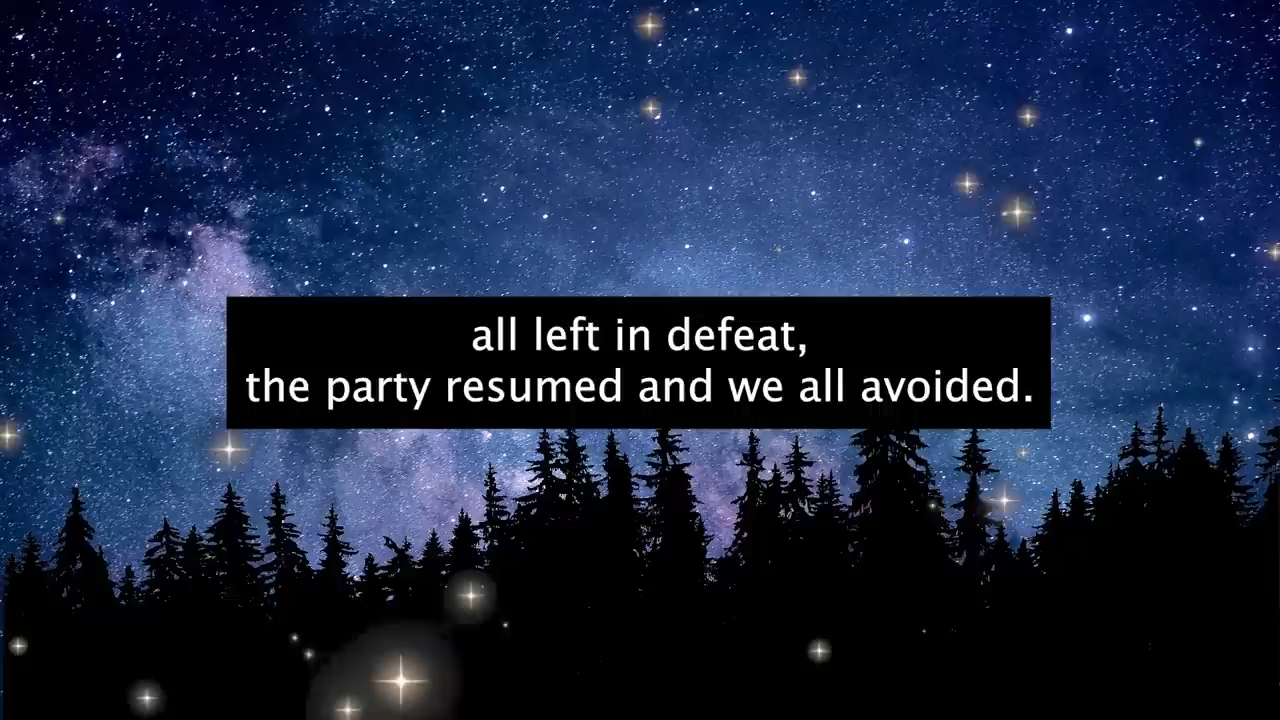 all left in defeat,
the party resumed and we all avoided.